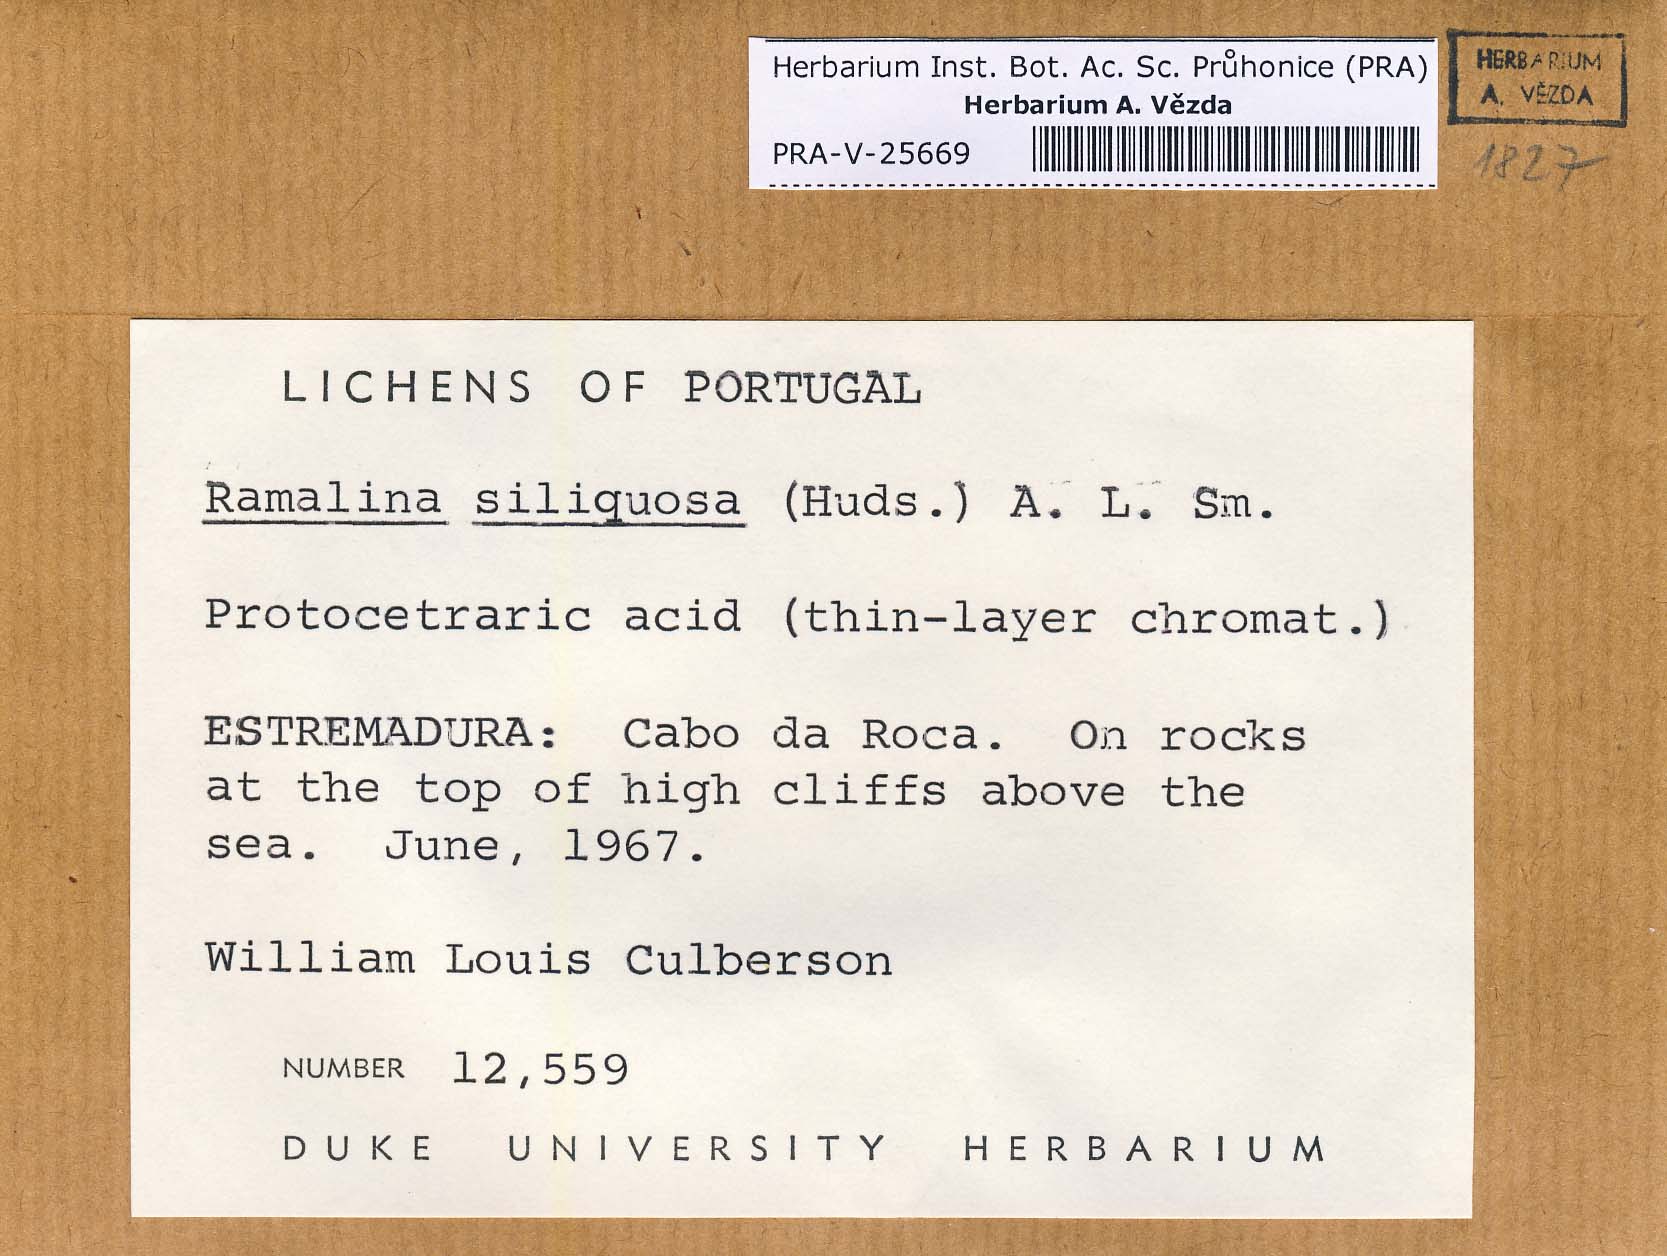 Herbarium Inst. Bot. Ac. Sc. Průhonice (PRA)
Herbarium A. Vězda
PRA-V-25669
HERBARIUM
A. VĚZDA
1827
LICHENS OF PORTUGAL
Ramalina siliquosa (Huds.) A. L. Sm.
Protocetraric acid (thin-layer chromat.)
ESTREMADURA: Cabo da Roca. On rocks
at the top of high cliffs above the
sea. June, 1967.
William Louis Culberson
NUMBER 12,559
DUKE UNIVERSITY HERBARIUM